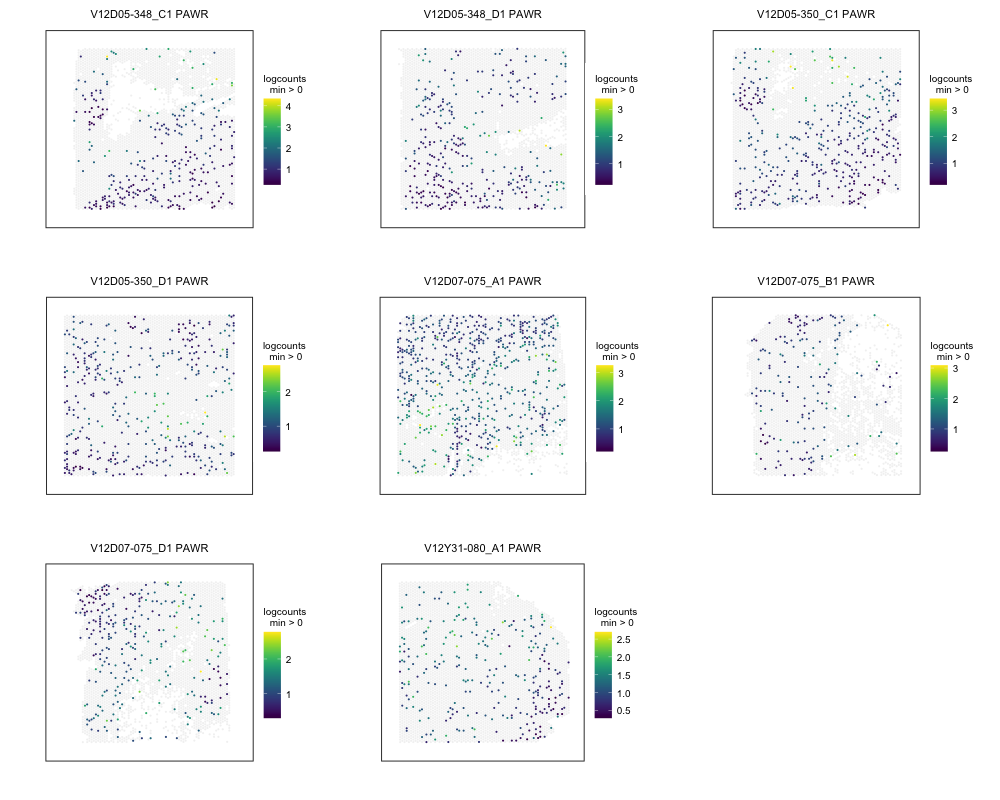 V12D05-348_C1 PAWR
logcounts
min > 0
4
3
2
1
V12D05-348_D1 PAWR
logcounts
min > 0
3
2
1
V12D05-350_C1 PAWR
logcounts
min > 0
3
2
1
V12D05-350_D1 PAWR
logcounts
min > 0
2
1
V12D07-075_A1 PAWR
logcounts
min > 0
3
2
1
V12D07-075_B1 PAWR
logcounts
min > 0
3
2
1
V12D07-075_D1 PAWR
logcounts
min > 0
2
1
V12Y31-080_A1 PAWR
logcounts
min > 0
2.5
2.0
1.5
1.0
0.5